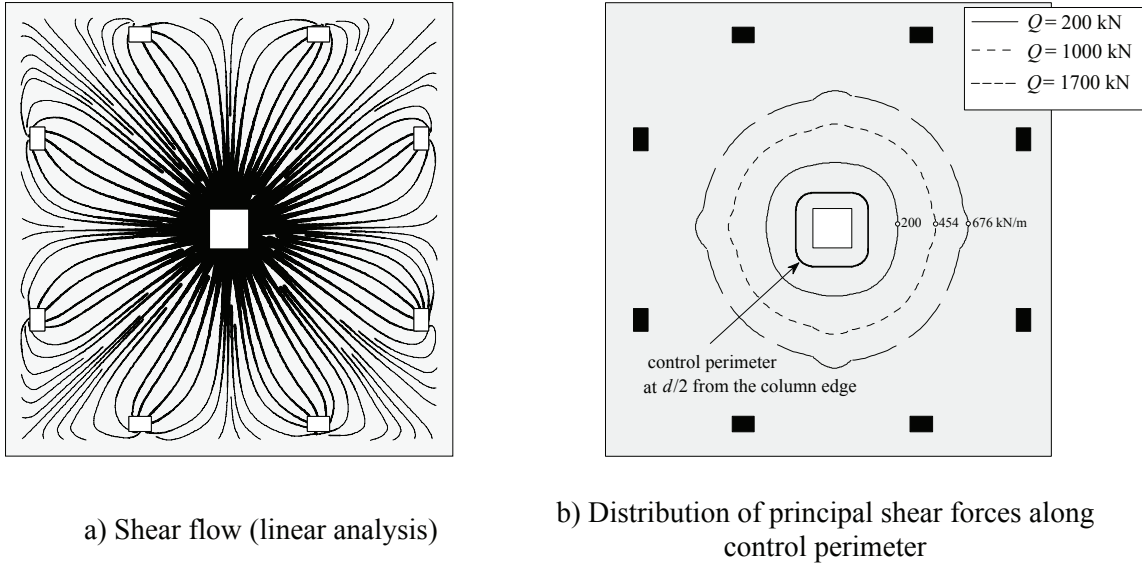 Q = 200 kN
Q = 1000 kN
Q = 1700 kN
200
454
676 kN/m
control perimeter
at d/2 from the column edge
a) Shear flow (linear analysis)
b) Distribution of principal shear forces along
control perimeter